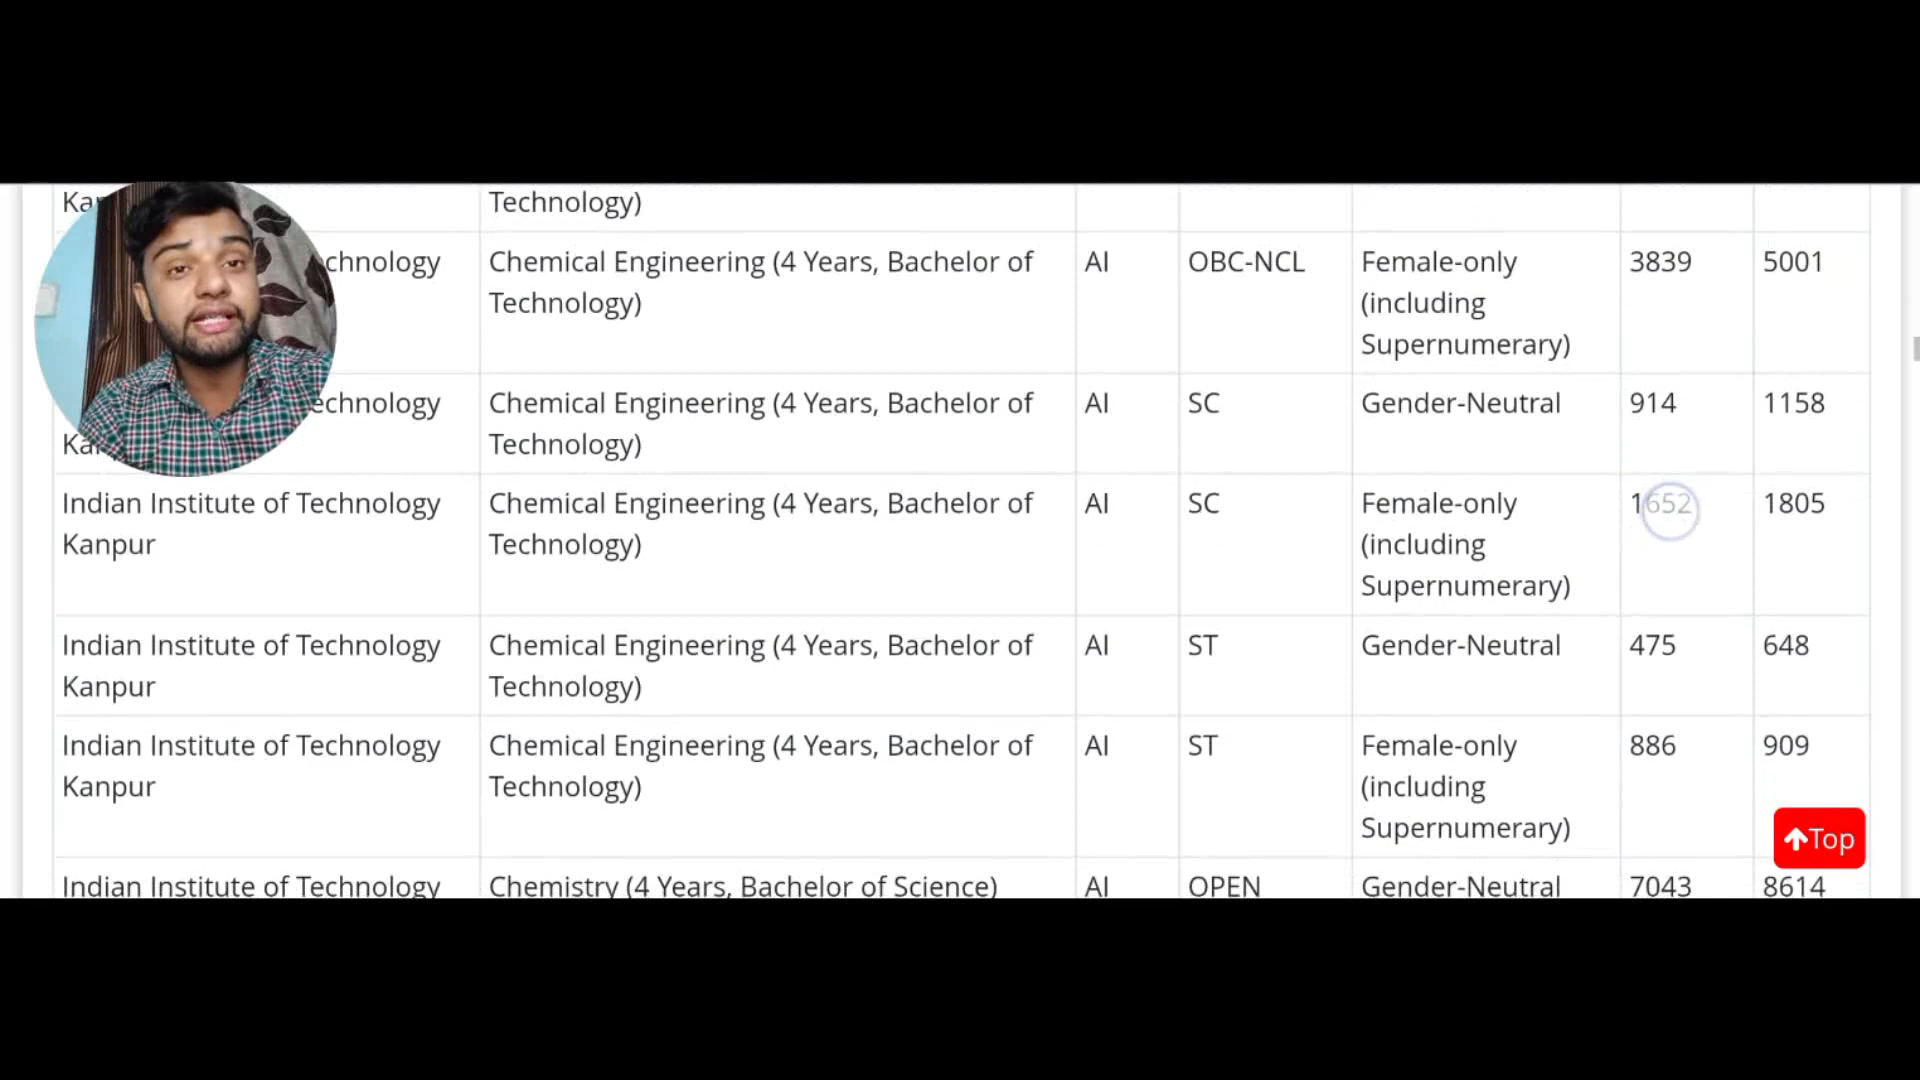 Technology)
chnology Chemical Engineering (4 Years, Bachelor of AI OBC-NCL Female-only 3839 5001
Technology) (including
Supernumerary)
echnology Chemical Engineering (4 Years, Bachelor of AI SC Gender-Neutral 914 1158
Technology)
Indian Institute of Technology Chemical Engineering (4 Years, Bachelor of AI SC Female-only 1652 1805
Kanpur Technology) (including
Supernumerary)
Indian Institute of Technology Chemical Engineering (4 Years, Bachelor of AI ST Gender-Neutral 475 648
Kanpur Technology)
Indian Institute of Technology Chemical Engineering (4 Years, Bachelor of AI ST Female-only 886 909
Kanpur Technology) (including
Supernumerary)
Top
Indian Institute of Technology Chemistry (4 Years, Bachelor of Science) AI OPEN Gender-Neutral 7043 8614